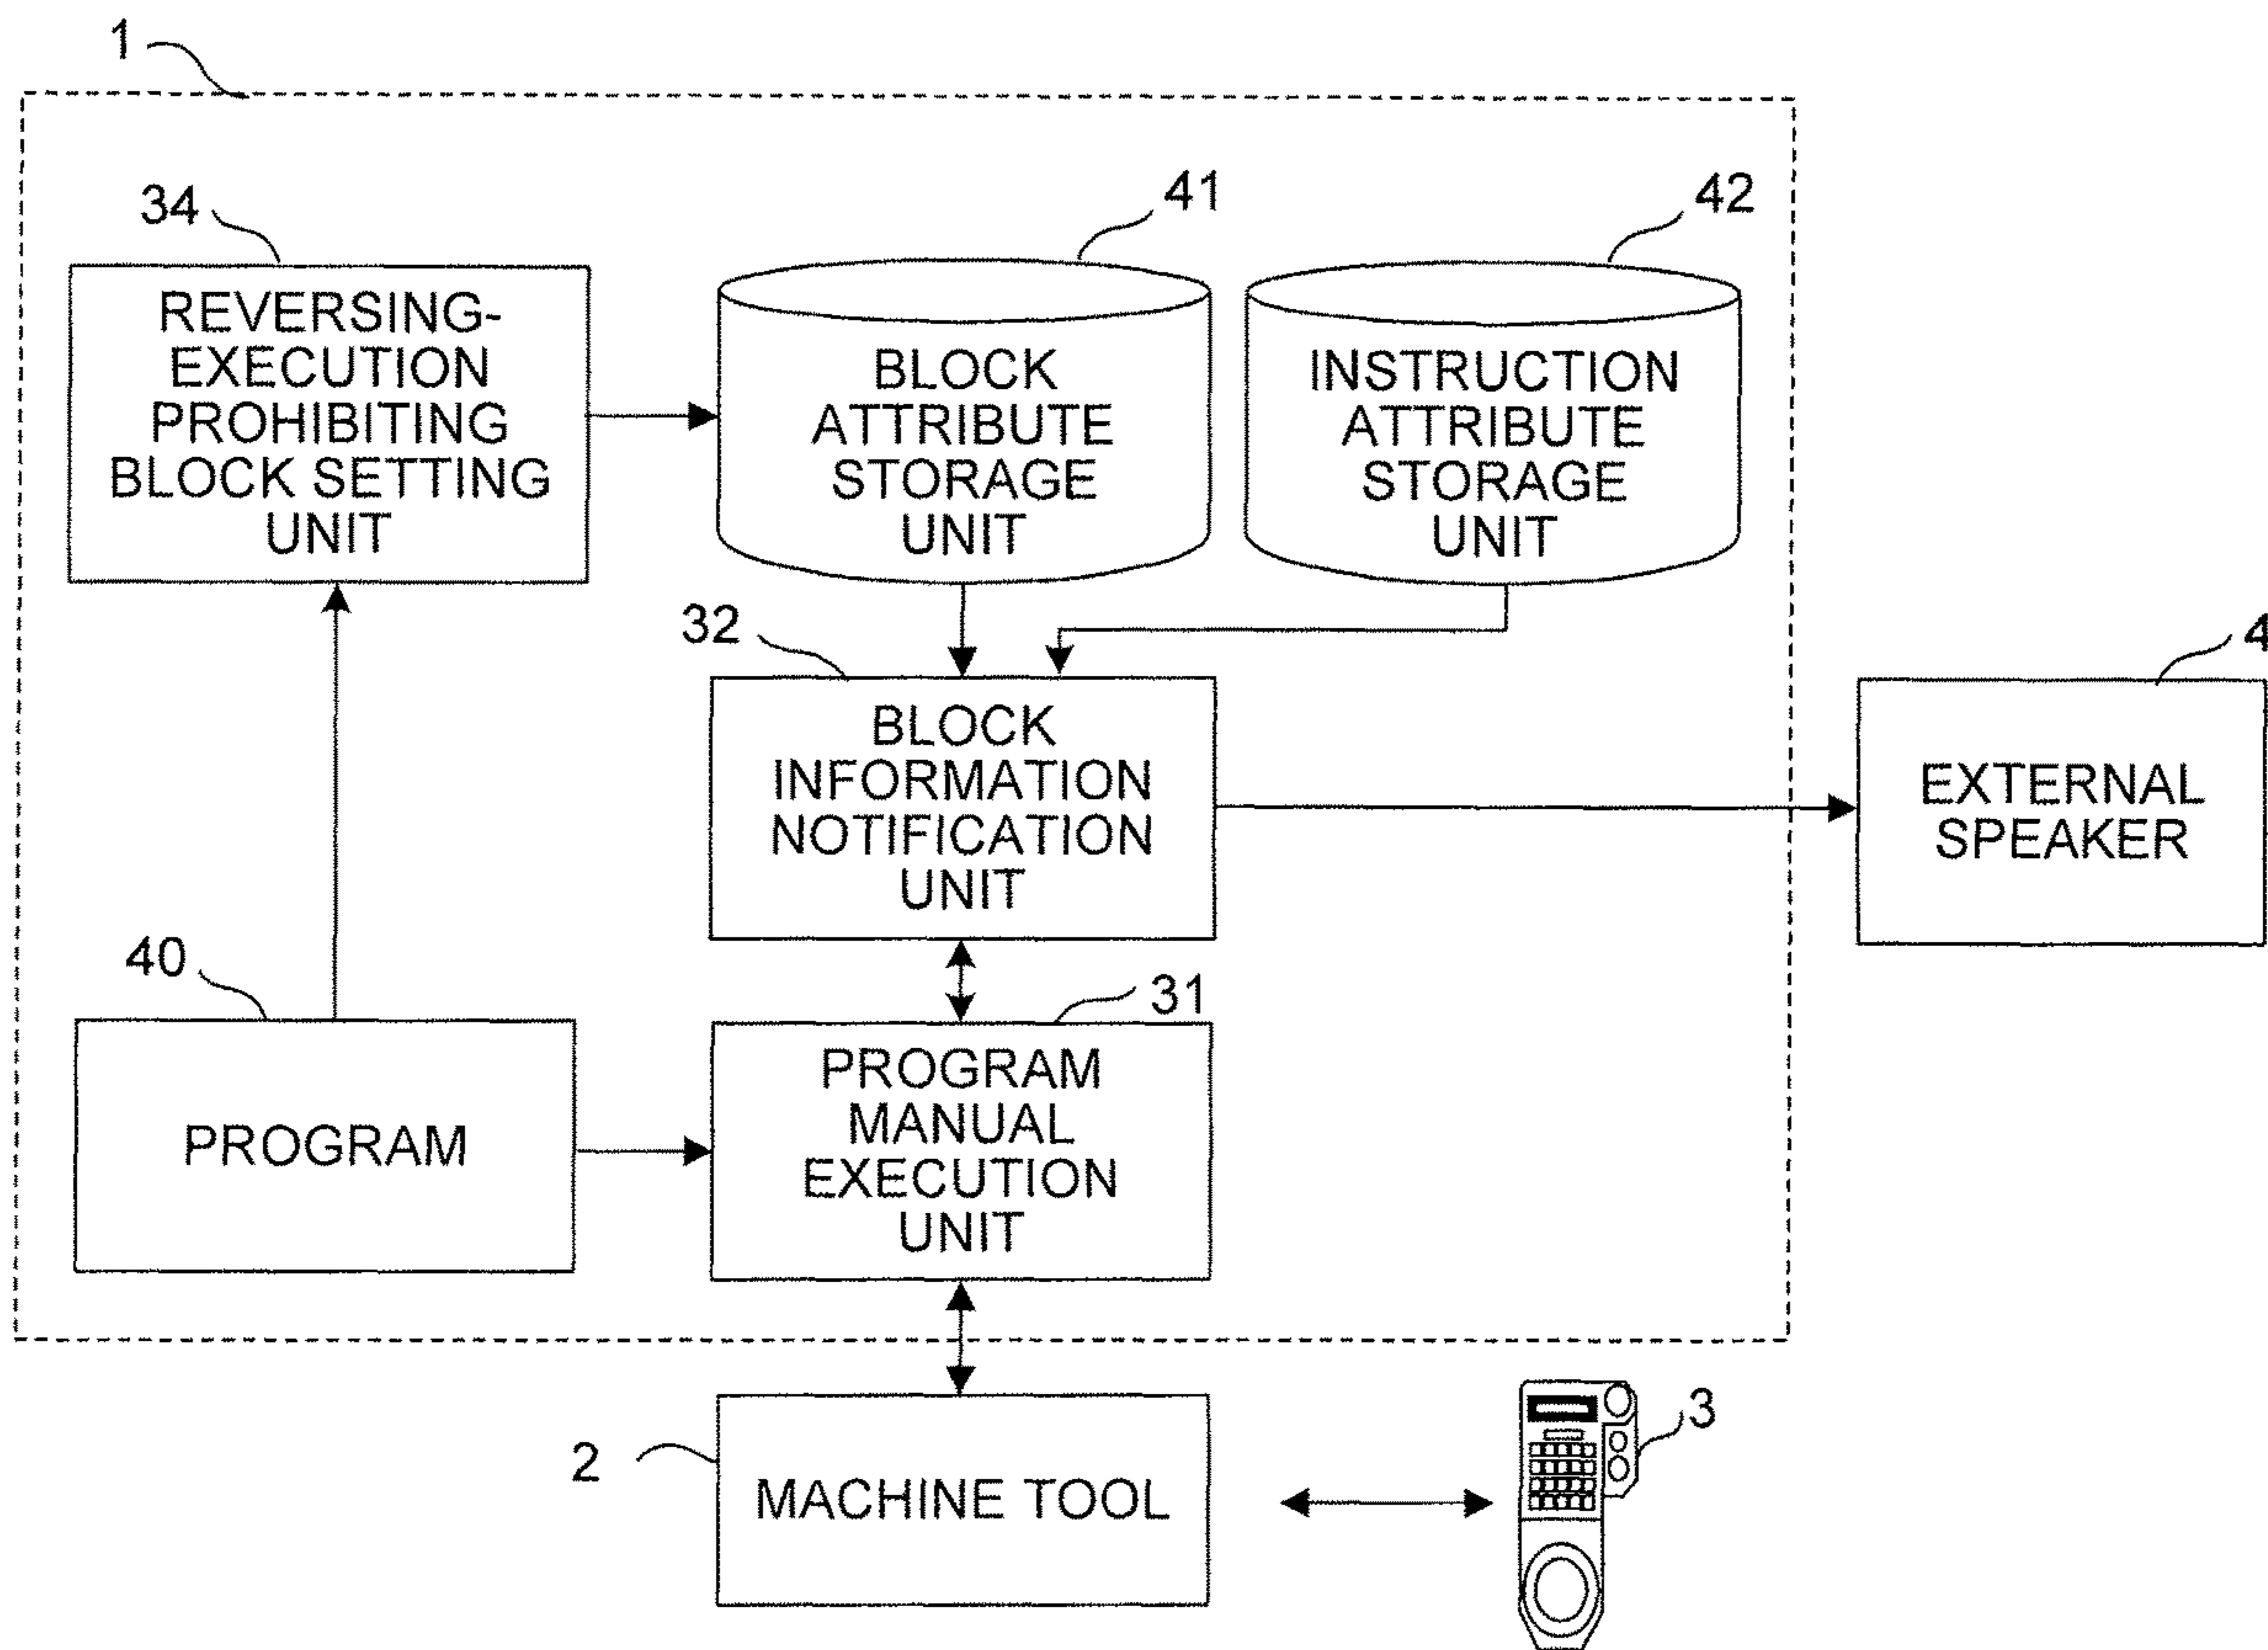 1
34
41
42
REVERSING-
EXECUTION
PROHIBITING
BLOCK SETTING
UNIT
BLOCK
ATTRIBUTE
STORAGE
UNIT
INSTRUCTION
ATTRIBUTE
STORAGE
UNIT
32
4
BLOCK
INFORMATION
NOTIFICATION
UNIT
EXTERNAL
SPEAKER
40
31
PROGRAM
PROGRAM
MANUAL
EXECUTION
UNIT
2
MACHINE TOOL
3